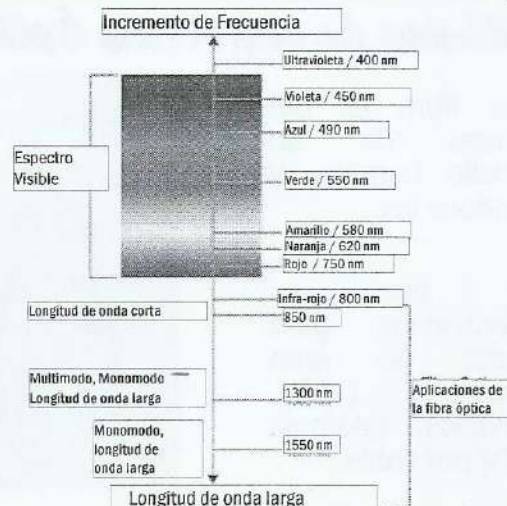 Incremento de Frecuencia
Ultravioleta / 400 nm
Violeta / 450 nm
Azul / 490 nm
Espectro
Visible
Verde / 550 nm
Amarillo / 580 nm
Naranja / 620 nm
Rojo / 750 nm
Infra-rojo / 800 nm
Longitud de onda corta
850 nm
Multimodo, Monomodo
Longitud de onda larga
1300 nm
Aplicaciones de
la fibra óptica
Monomodo,
longitud de
onda larga
1550 nm
Longitud de onda larga